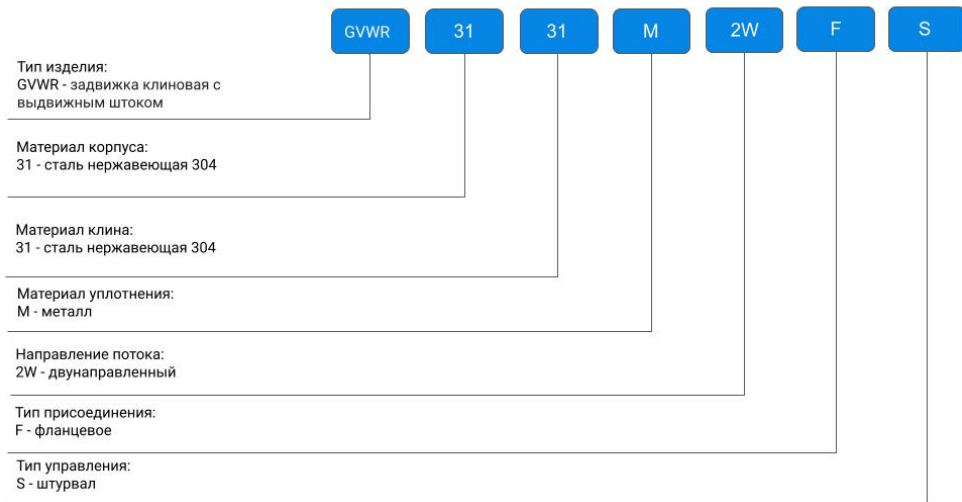 GVWR 31 31 M 2W F S
Тип изделия:
GVWR - задвижка клиновая с
выдвижным штоком
Материал корпуса:
31 - сталь нержавеющая 304
Материал клина:
31 - сталь нержавеющая 304
Материал уплотнения:
М - металл
Направление потока:
2W - двунаправленный
Тип присоединения:
F - фланцевое
Тип управления:
S - штурвал